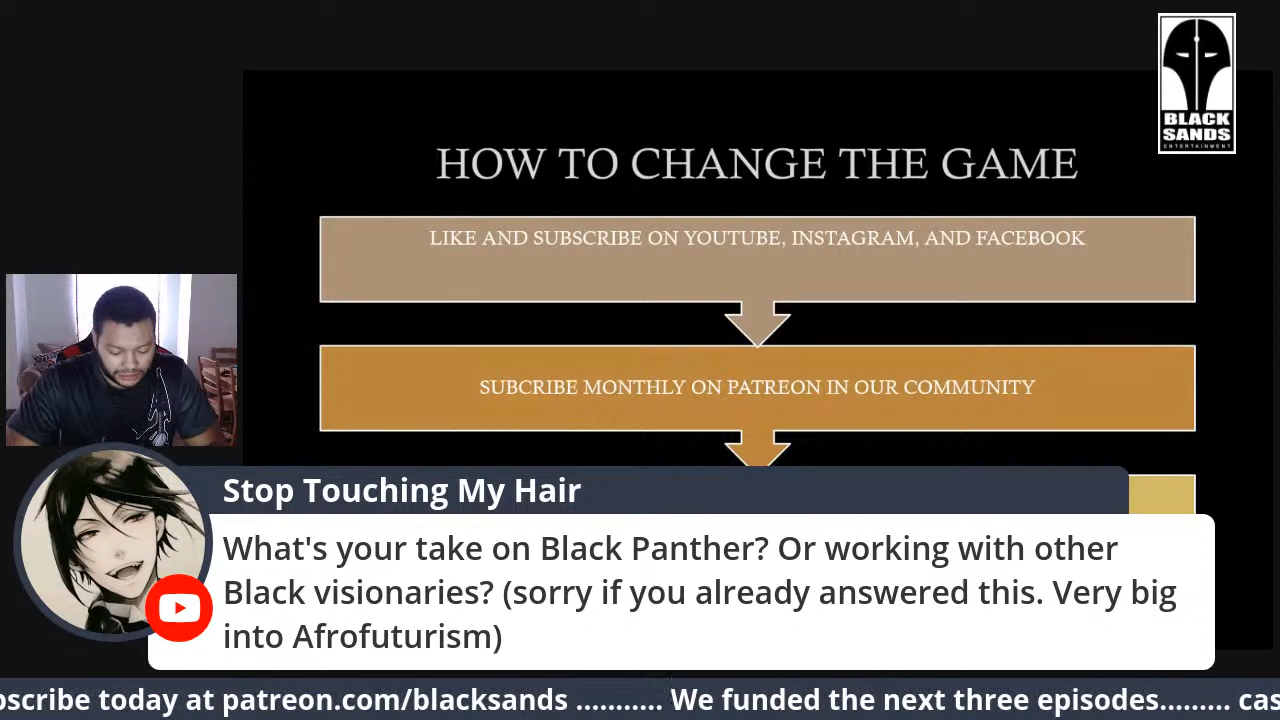 BLACK
SANDS
ENTERTAINMENT
HOW TO CHANGE THE GAME
LIKE AND SUBSCRIBE ON YOUTUBE, INSTAGRAM, AND FACEBOOK
SUBCRIBE MONTHLY ON PATREON IN OUR COMMUNITY
Stop Touching My Hair
What's your take on Black Panther? Or working with other
Black visionaries? (sorry if you already answered this. Very big
into Afrofuturism)
bscribe today at patreon.com/blacksands ........... We funded the next three episodes......... cas